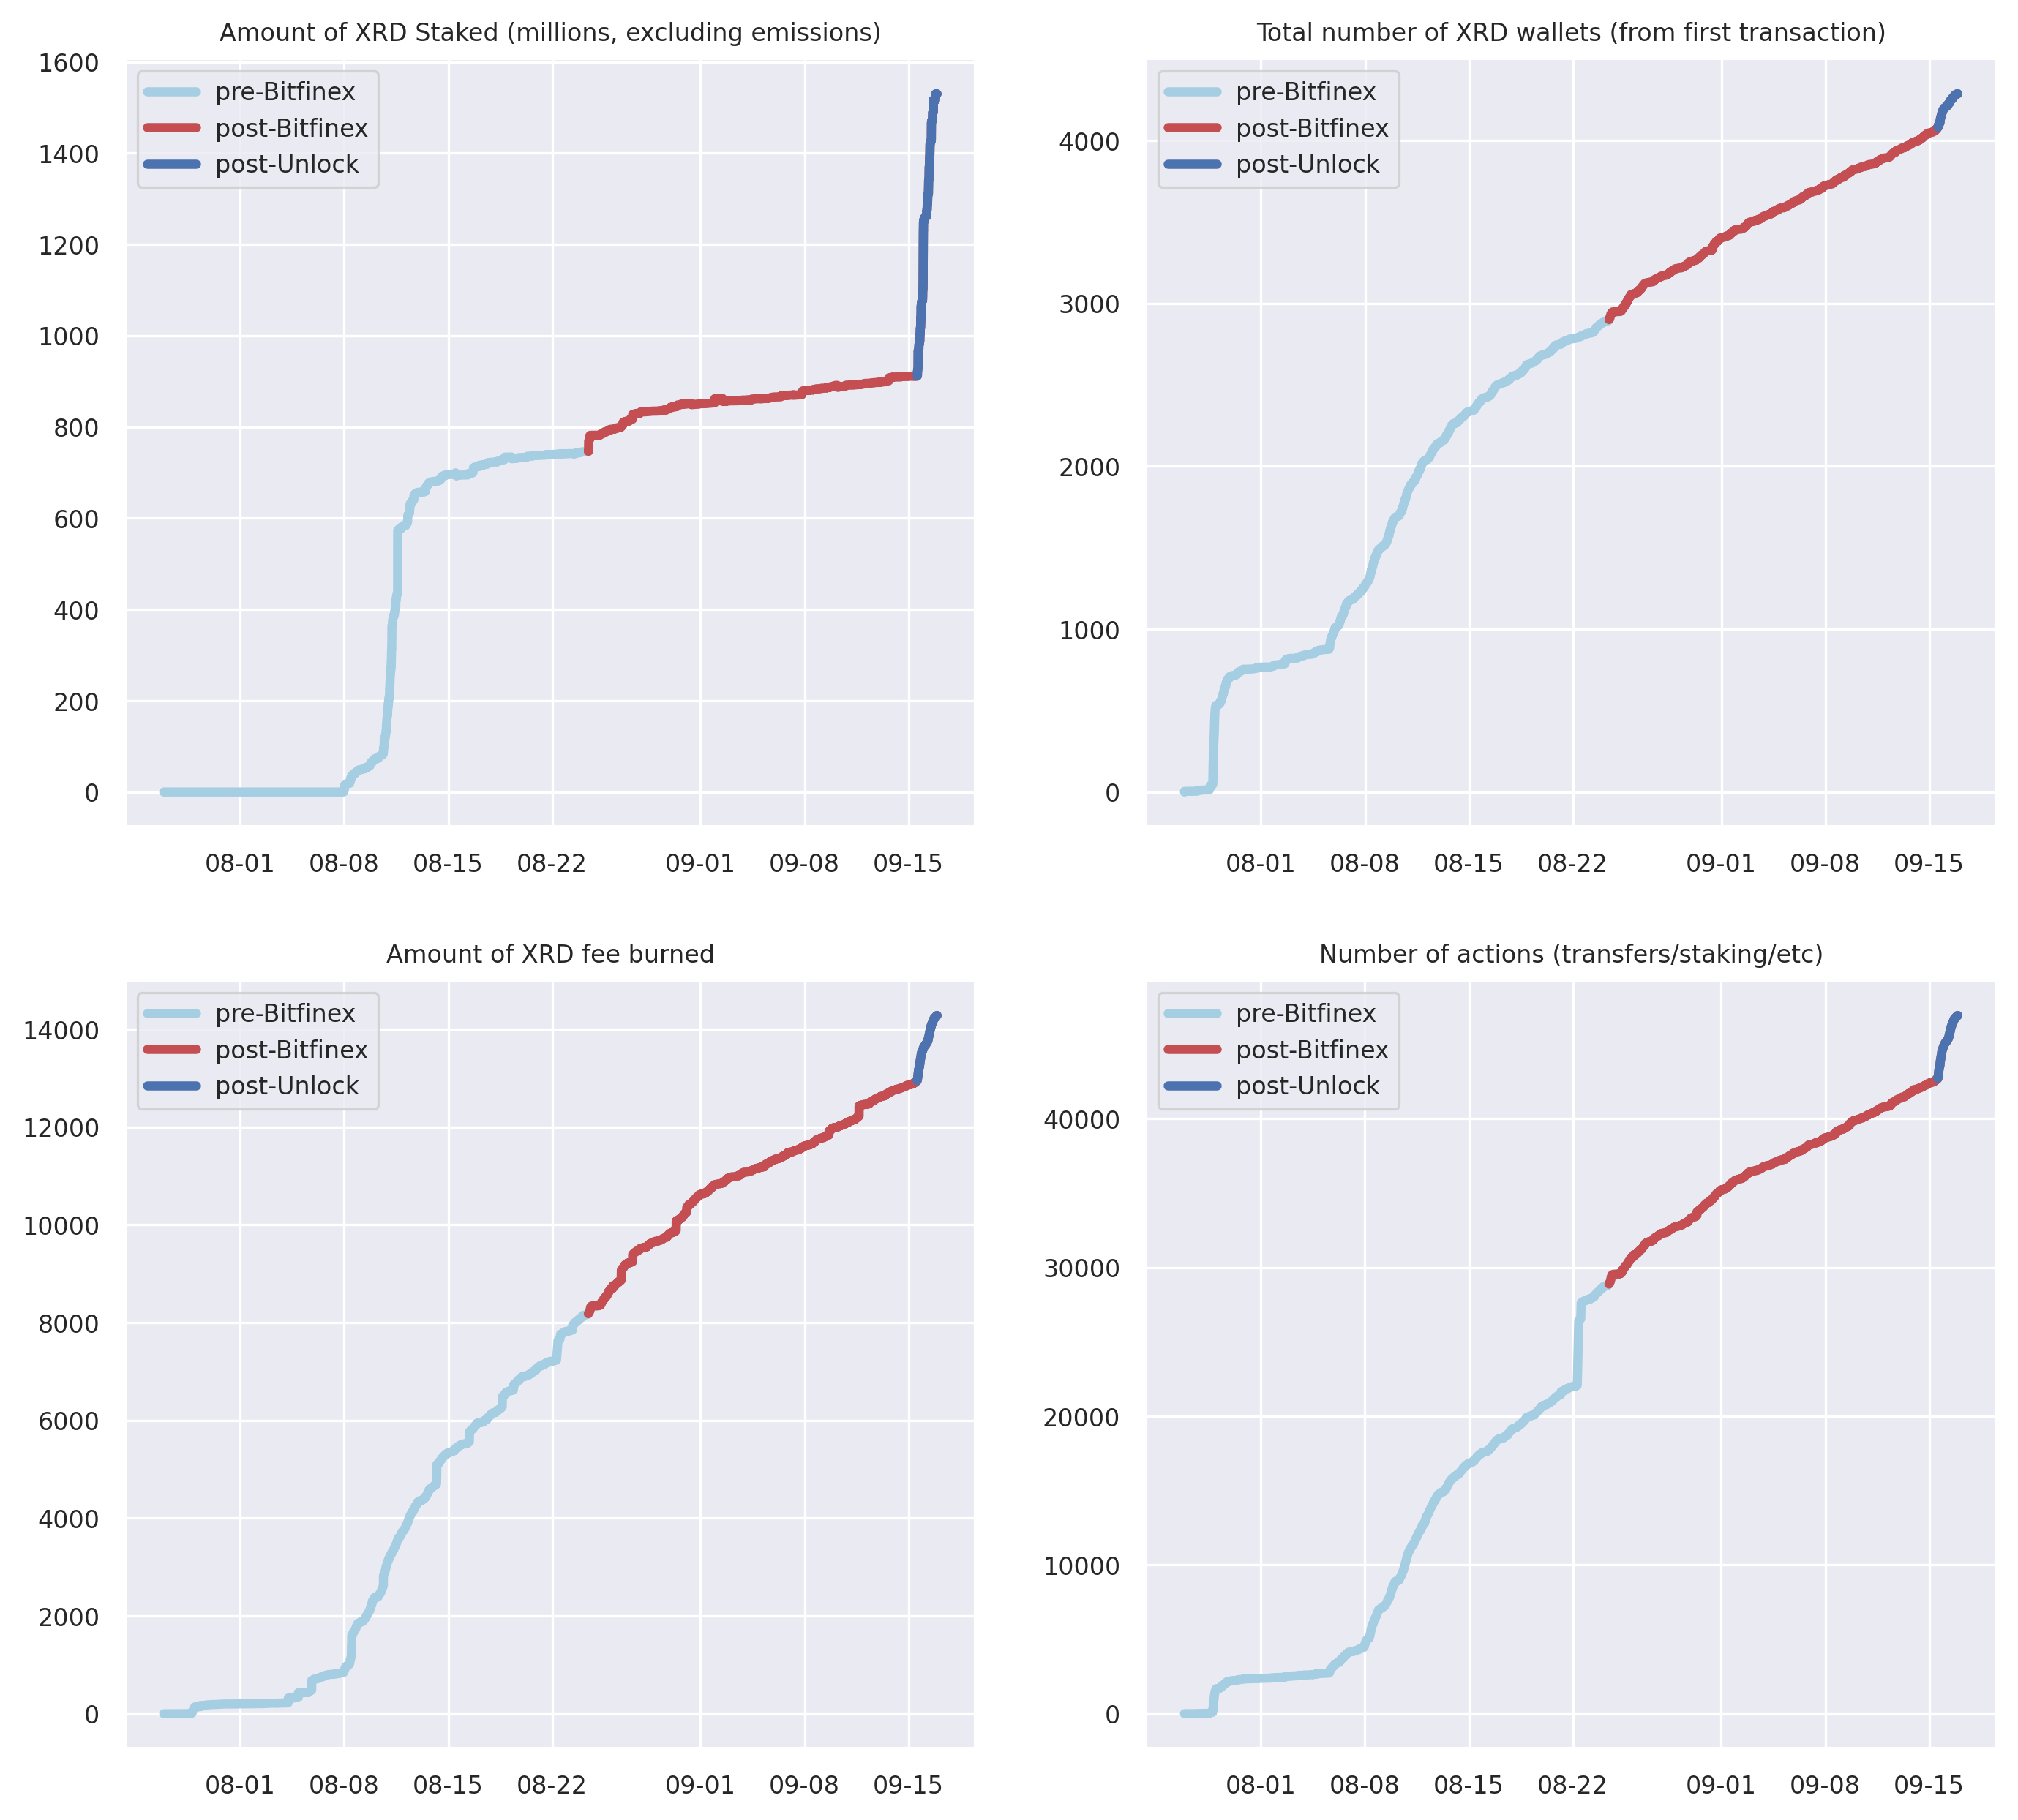 Amount of XRD Staked (millions, excluding emissions)
1600
1400
1200
1000
800
600
400
200
0
pre-Bitfinex
post-Bitfinex
post-Unlock
08-01 08-08 08-15 08-22 09-01 09-08 09-15
Total number of XRD wallets (from first transaction)
4000
3000
2000
1000
0
pre-Bitfinex
post-Bitfinex
post-Unlock
08-01 08-08 08-15 08-22 09-01 09-08 09-15
Amount of XRD fee burned
14000
12000
10000
8000
6000
4000
2000
0
pre-Bitfinex
post-Bitfinex
post-Unlock
08-01 08-08 08-15 08-22 09-01 09-08 09-15
Number of actions (transfers/staking/etc)
40000
30000
20000
10000
0
pre-Bitfinex
post-Bitfinex
post-Unlock
08-01 08-08 08-15 08-22 09-01 09-08 09-15